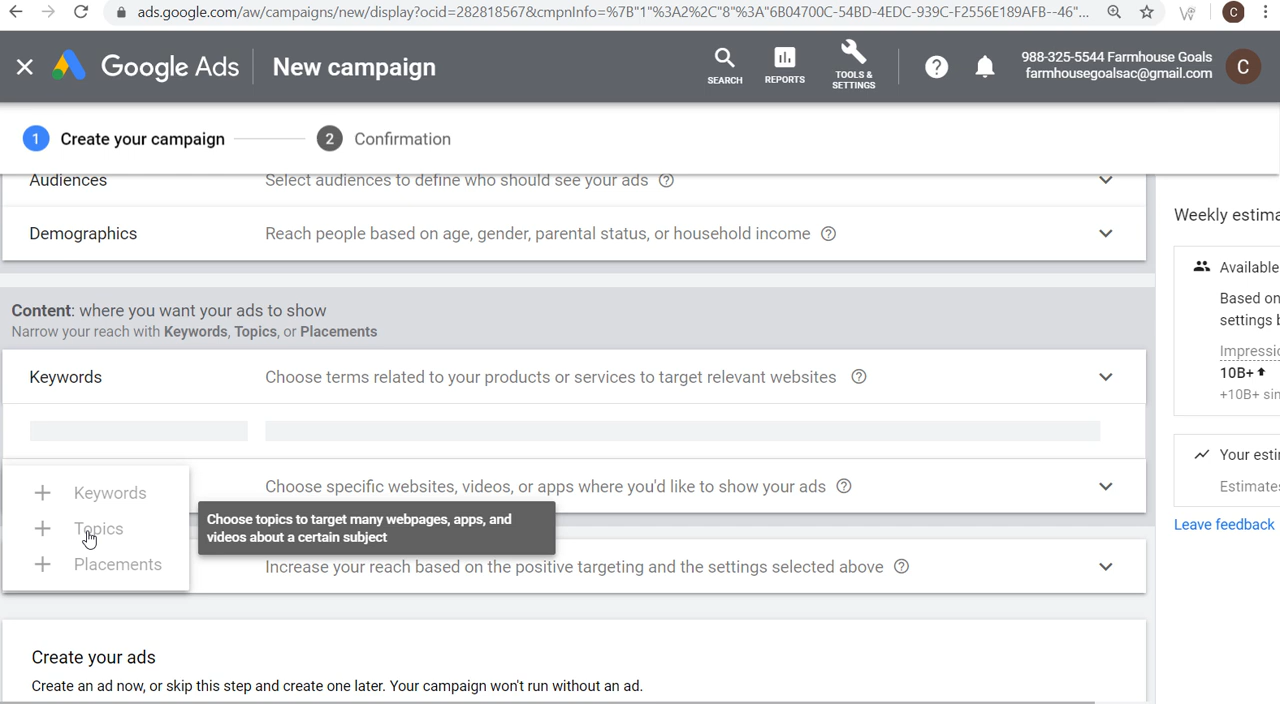 ads.google.com/aw/campaigns/new/display?ocid=282818567&cmpnInfo=%7B"1"%3A2%2C"8"%3A"6B04700C-54BD-4EDC-939C-F2556E189AFB--46"...
C
Google Ads
New campaign
SEARCH
REPORTS
TOOLS &
SETTINGS
?
988-325-5544 Farmhouse Goals
farmhousegoalsac@gmail.com
C
1 Create your campaign
2 Confirmation
Audiences Select audiences to define who should see your ads ?
Demographics Reach people based on age, gender, parental status, or household income ?
Content: where you want your ads to show
Narrow your reach with Keywords, Topics, or Placements
Keywords Choose terms related to your products or services to target relevant websites ?
Choose specific websites, videos, or apps where you'd like to show your ads ?
+ Keywords
+ Topics
+ Placements
Choose topics to target many webpages, apps, and
videos about a certain subject
Increase your reach based on the positive targeting and the settings selected above ?
Create your ads
Create an ad now, or skip this step and create one later. Your campaign won't run without an ad.
Weekly estima
Available
Based on
settings b
Impressio
10B+
+10B+ sin
Your esti
Estimates
Leave feedback